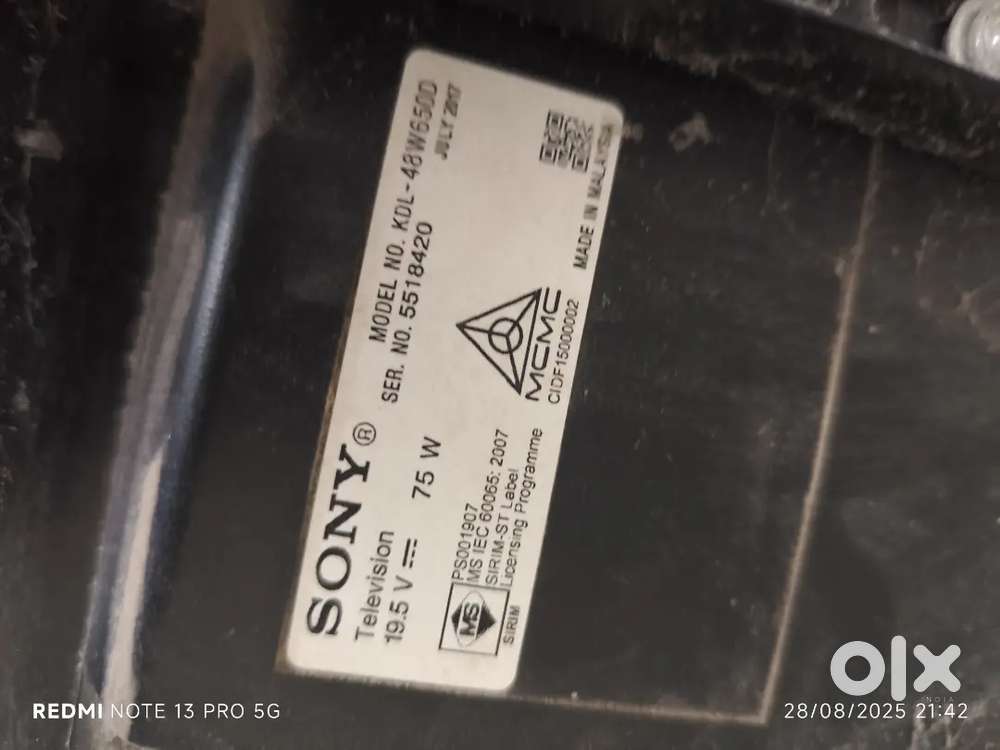 SONY®
MODEL NO. KDL-48W650D
Television
SER. NO. 5518420
JULY 2017
19.5 V
75 W
PS001907
MS IEC 60065: 2007
SIRIM-ST Label
Licensing Programme
MS
SIRIM
MCMC
CIDF15000002
MADE IN MALAYSIA
olx
INDIA
REDMI NOTE 13 PRO 5G
28/08/2025 21:42